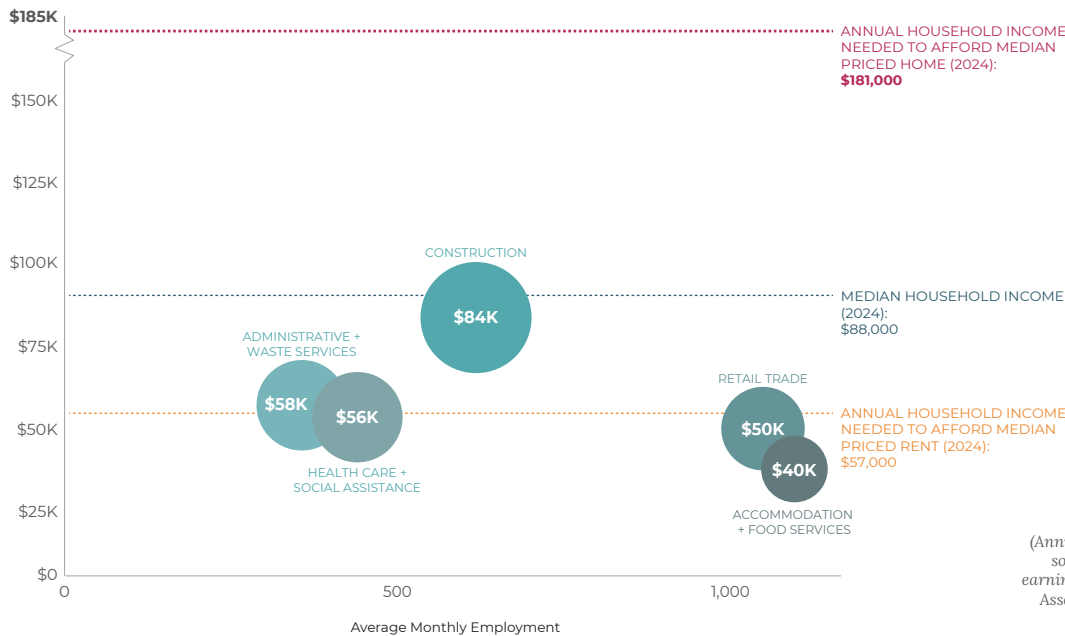 $185K
ANNUAL HOUSEHOLD INCOME
NEEDED TO AFFORD MEDIAN
PRICED HOME (2024):
$181,000
$150K
$125K
$100K
CONSTRUCTION
$84K
MEDIAN HOUSEHOLD INCOME
(2024):
$88,000
$75K
ADMINISTRATIVE +
WASTE SERVICES
$58K
$56K
HEALTH CARE +
SOCIAL ASSISTANCE
RETAIL TRADE
$50K
$40K
ACCOMMODATION
+ FOOD SERVICES
ANNUAL HOUSEHOLD INCOME
NEEDED TO AFFORD MEDIAN
PRICED RENT (2024):
$57,000
$50K
$25K
$0
0
500
1,000
Average Monthly Employment